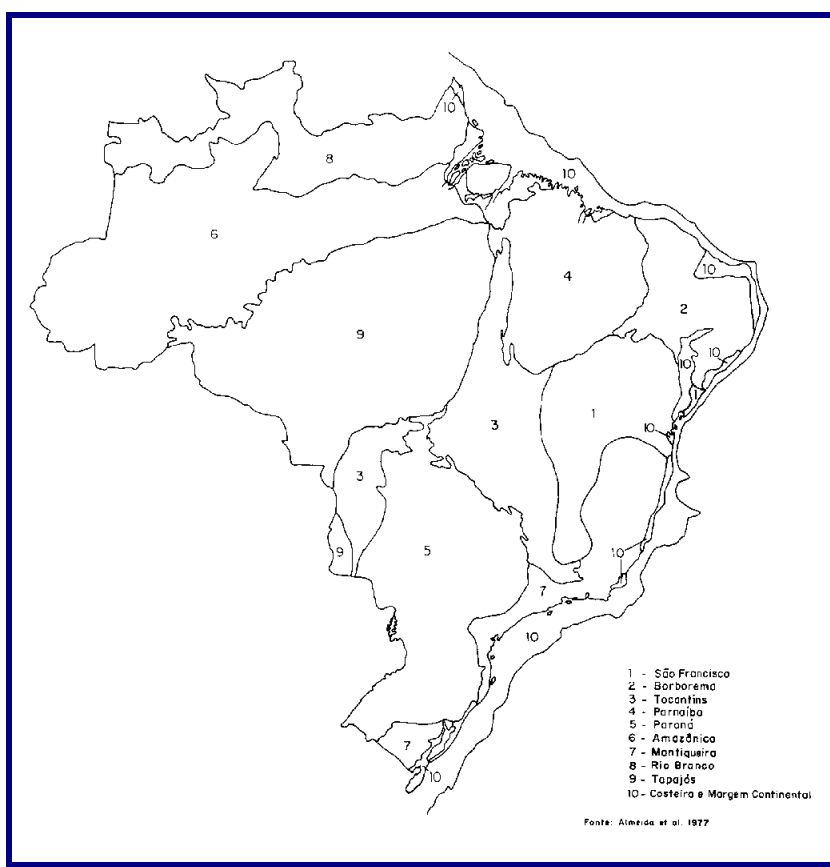 10
10
8
6
4
10
2
9
10
10
1
1
3
10
3
9
5
10
7
10
7
10
1 - São Francisco
2 - Borborema
3 - Tocantins
4 - Parnaíba
5 - Paraná
6 - Amazônica
7 - Mantiqueira
8 - Rio Branco
9 - Tapajós
10 - Costeira e Margem Continental
Fonte: Almeida et al. 1977